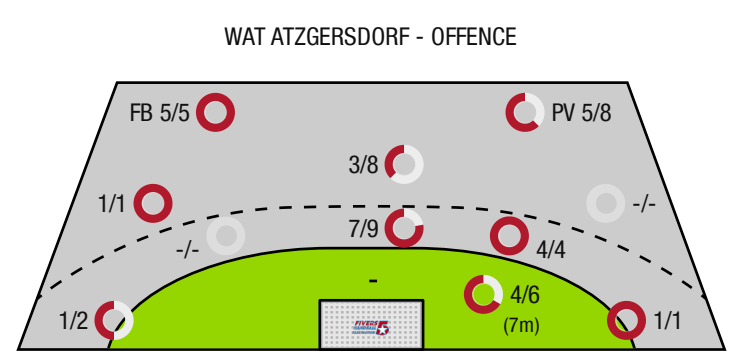 WAT ATZGERSDORF - OFFENCE
FB 5/5
PV 5/8
3/8
1/1
-/-
7/9
-/-
4/4
-
4/6
(7m)
1/2
FIVERS
1/1